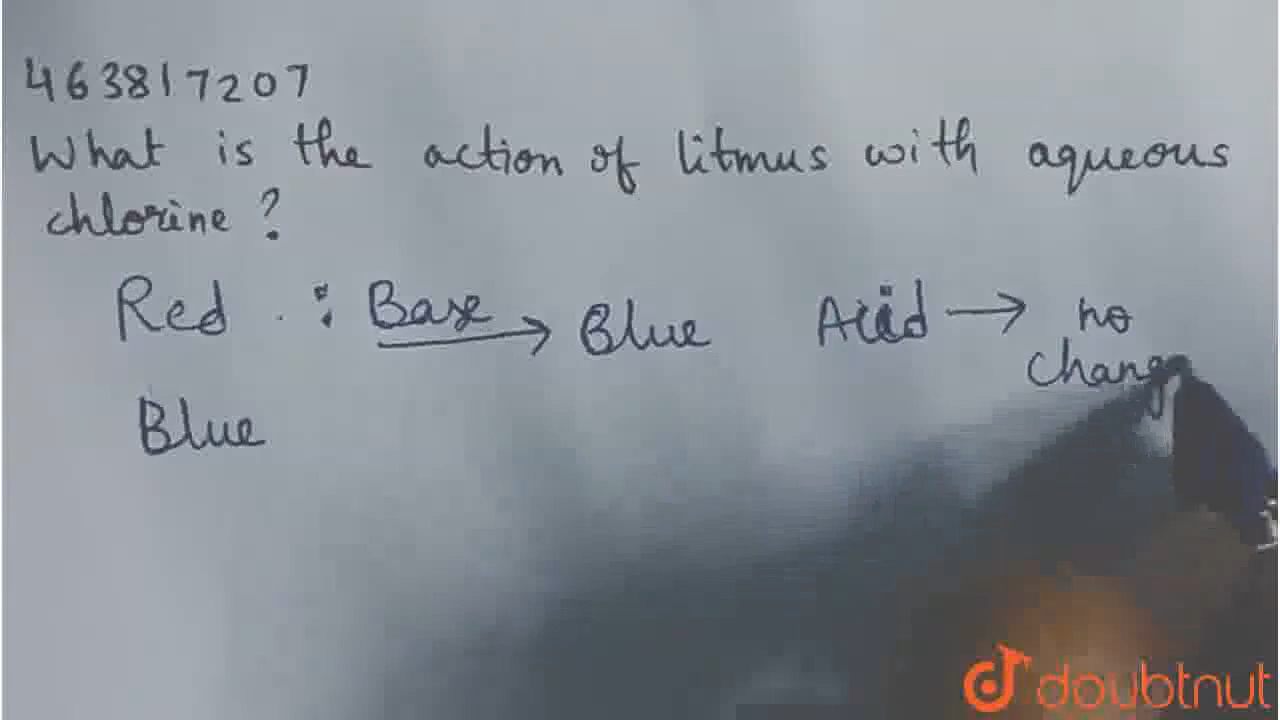 463817207
What is the action of litmus with aqueous
chlorine?
Red : Base → Blue Acid → no
change
Blue
doubtnut